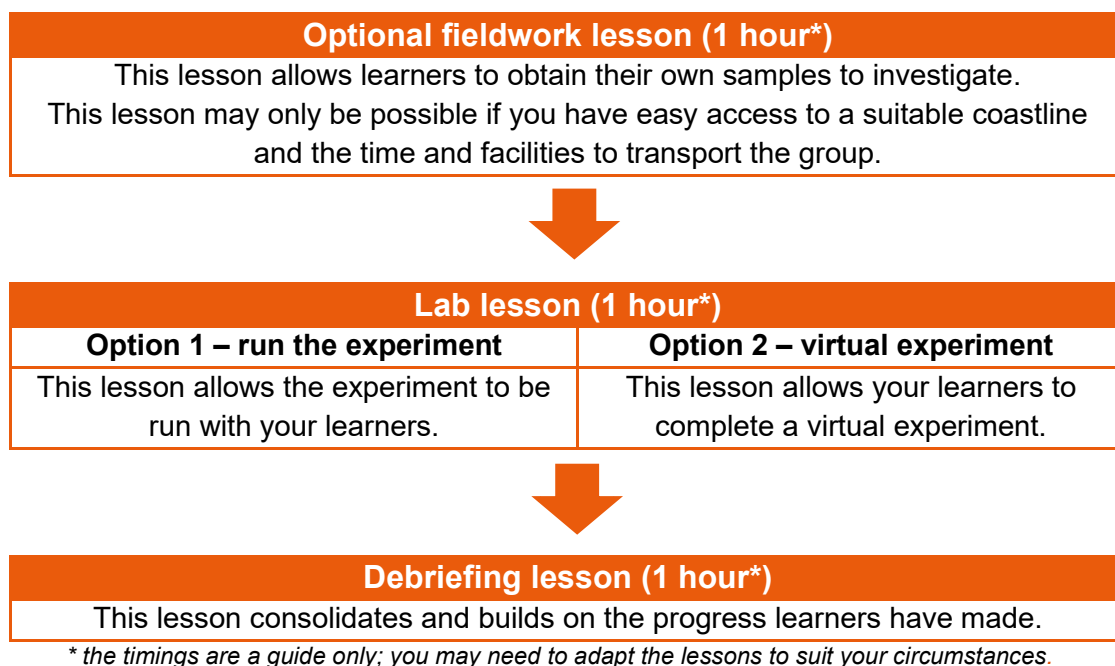 Optional fieldwork lesson (1 hour*)
This lesson allows learners to obtain their own samples to investigate.
This lesson may only be possible if you have easy access to a suitable coastline
and the time and facilities to transport the group.
Lab lesson (1 hour*)
Option 1 – run the experiment
This lesson allows the experiment to be
run with your learners.
Option 2 – virtual experiment
This lesson allows your learners to
complete a virtual experiment.
Debriefing lesson (1 hour*)
This lesson consolidates and builds on the progress learners have made.
* the timings are a guide only; you may need to adapt the lessons to suit your circumstances.